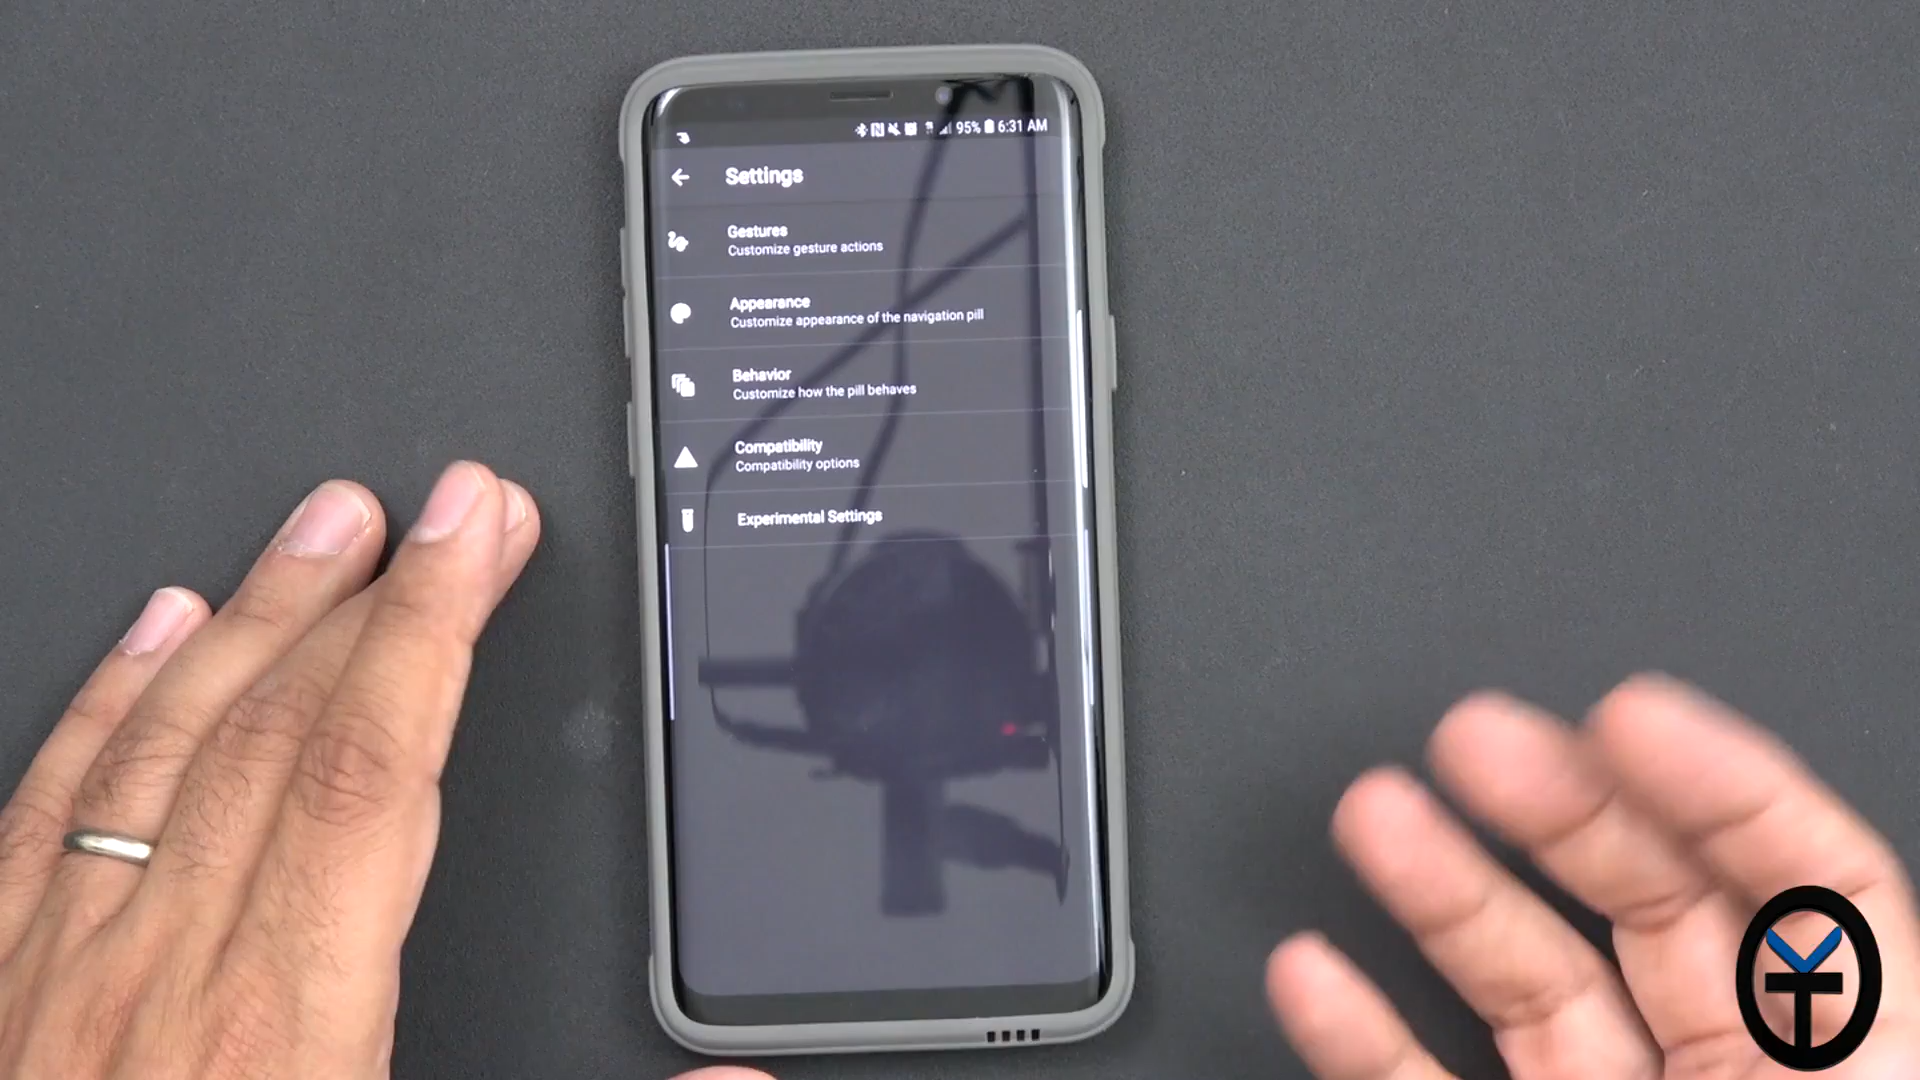 95% 6:31 AM
Settings
Gestures
Customize gesture actions
Appearance
Customize appearance of the navigation pill
Behavior
Customize how the pill behaves
Compatibility
Compatibility options
Experimental Settings